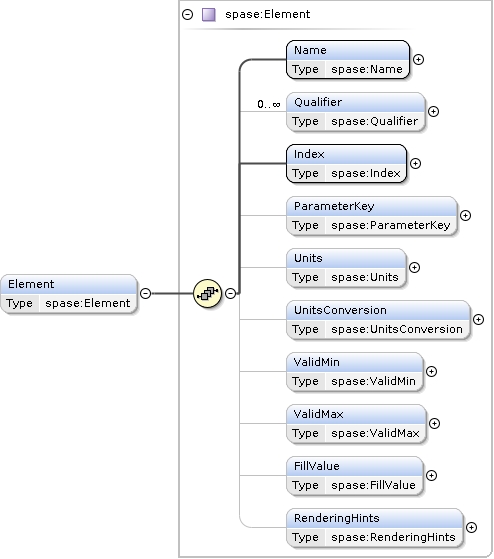 spase:Element
Name
Type spase:Name
0..∞
Qualifier
Type spase:Qualifier
Index
Type spase:Index
ParameterKey
Type spase:ParameterKey
Units
Type spase:Units
Element
Type spase:Element
UnitsConversion
Type spase:UnitsConversion
ValidMin
Type spase:ValidMin
ValidMax
Type spase:ValidMax
FillValue
Type spase:FillValue
RenderingHints
Type spase:RenderingHints